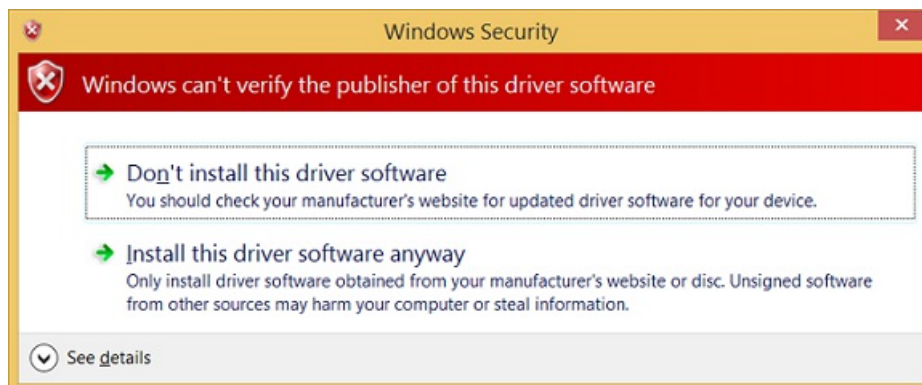 Windows Security
Windows can't verify the publisher of this driver software
Don't install this driver software
You should check your manufacturer's website for updated driver software for your device.
Install this driver software anyway
Only install driver software obtained from your manufacturer's website or disc. Unsigned software
from other sources may harm your computer or steal information.
See details